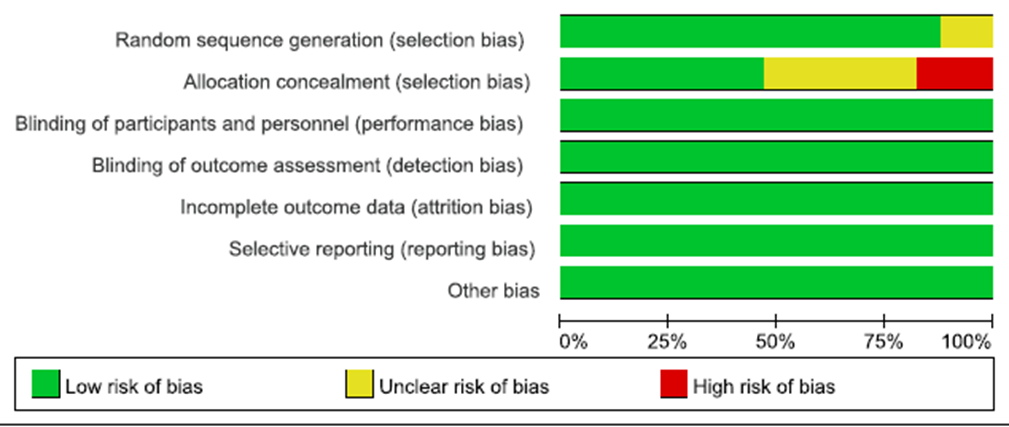 Random sequence generation (selection bias)
Allocation concealment (selection bias)
Blinding of participants and personnel (performance bias)
Blinding of outcome assessment (detection bias)
Incomplete outcome data (attrition bias)
Selective reporting (reporting bias)
Other bias
0% 25% 50% 75% 100%
Low risk of bias Unclear risk of bias High risk of bias